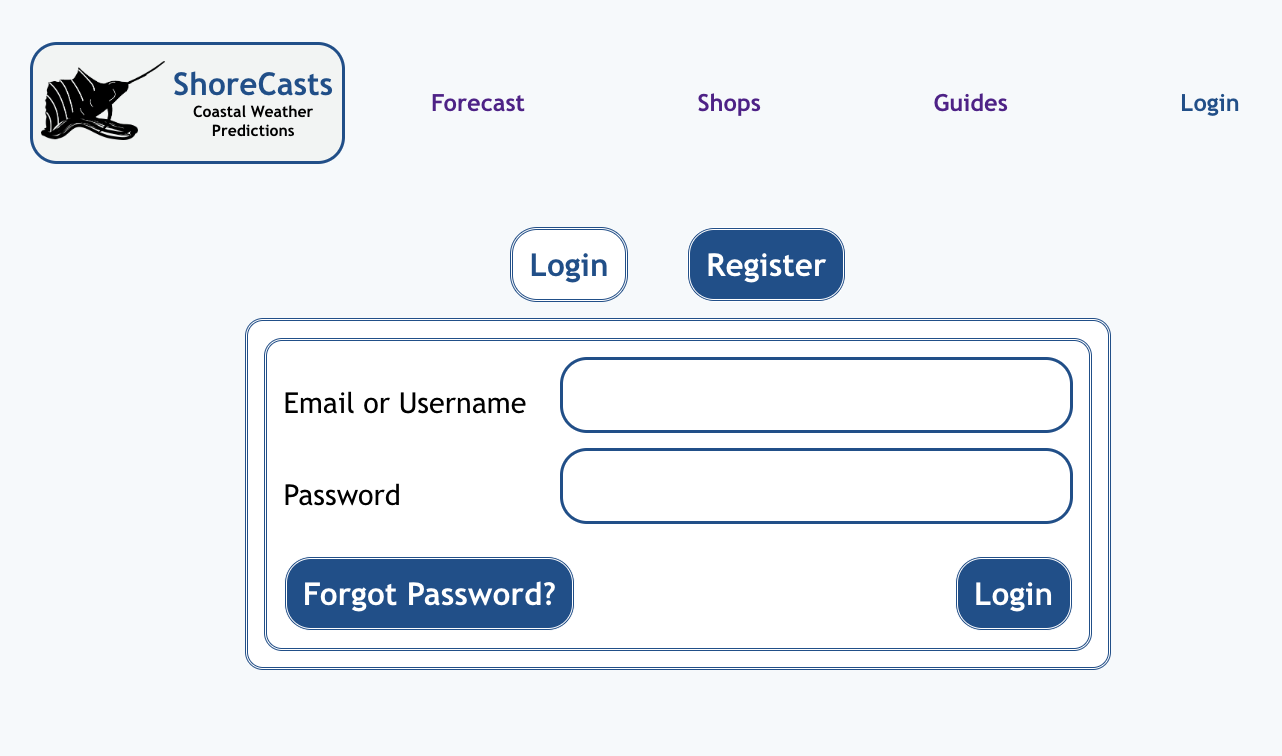 ShoreCasts
Coastal Weather
Predictions
Forecast
Shops
Guides
Login
Login
Register
Email or Username
Password
Forgot Password?
Login